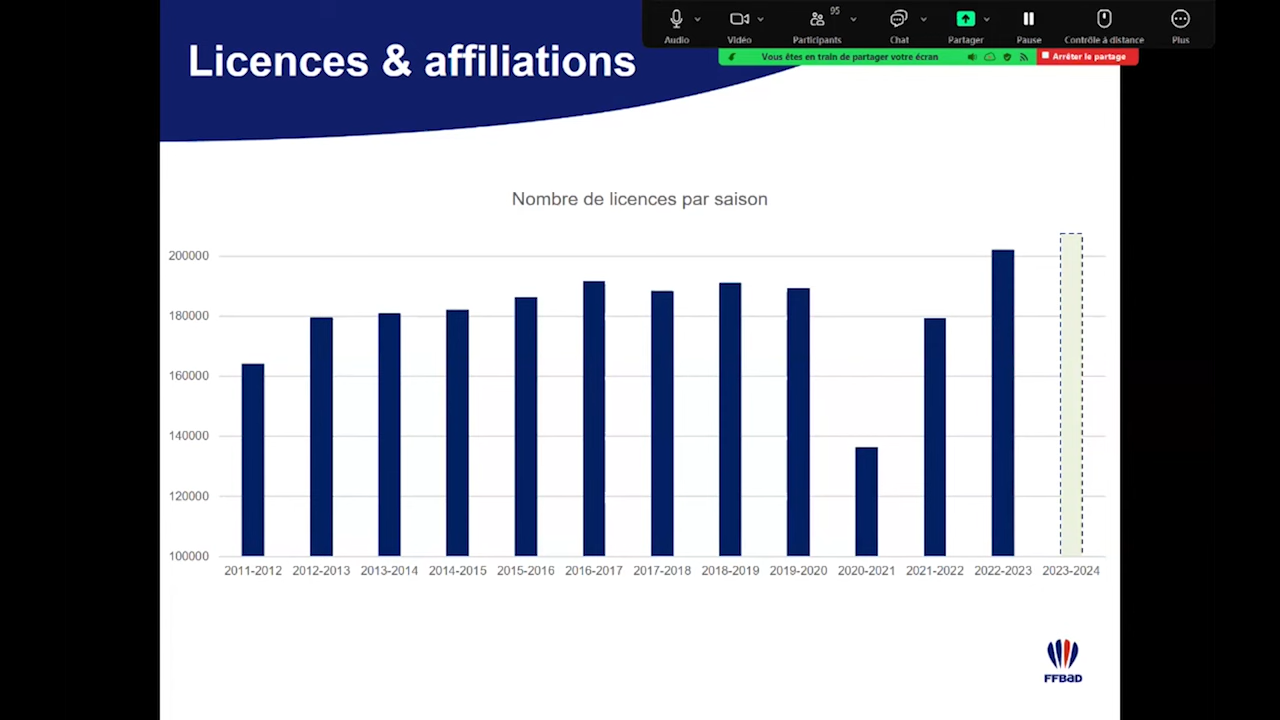 95
Audio Vidéo Participants Chat Partager Pause Contrôle à distance Plus
Vous êtes en train de partager votre écran Arrêter le partage
Licences & affiliations
Nombre de licences par saison
200000
180000
160000
140000
120000
100000
2011-2012 2012-2013 2013-2014 2014-2015 2015-2016 2016-2017 2017-2018 2018-2019 2019-2020 2020-2021 2021-2022 2022-2023 2023-2024
FFBaD